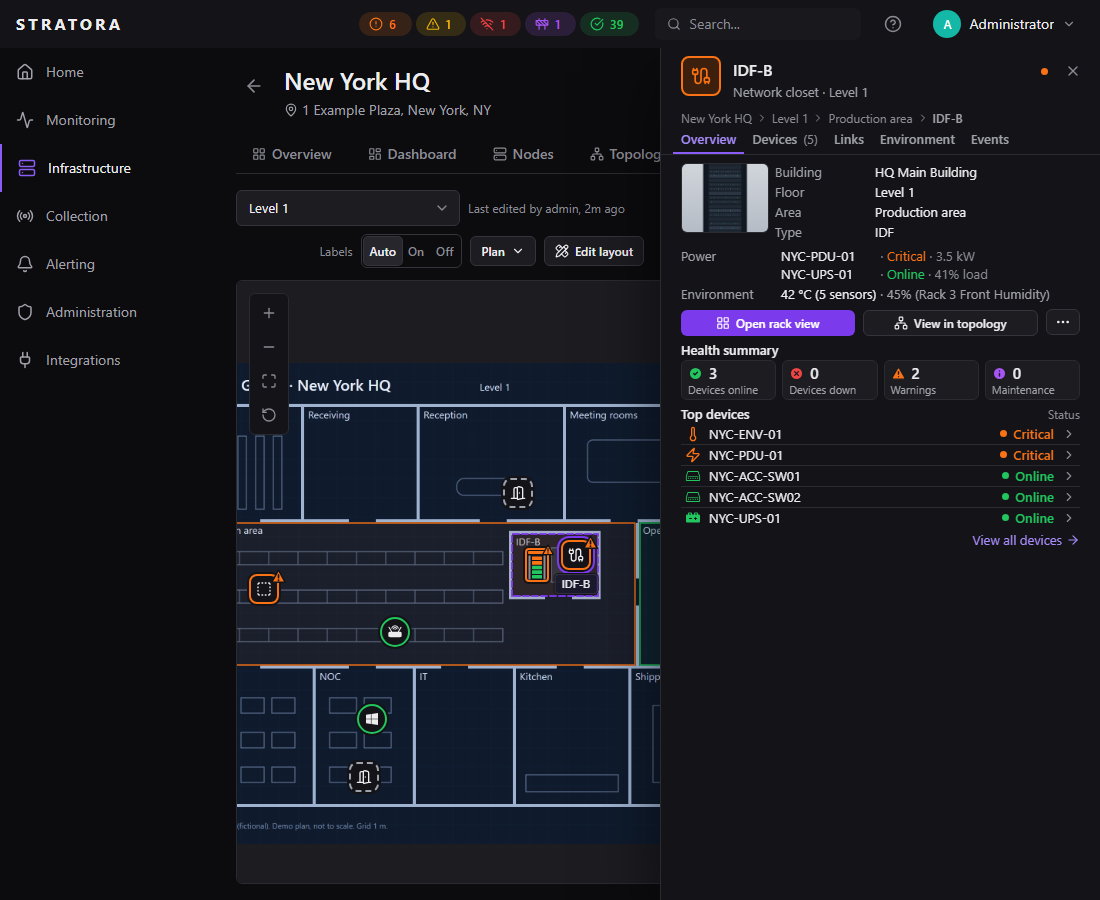 STRATORA
6
1
1
1
39
Search...
A
Administrator
Home
Monitoring
Infrastructure
Collection
Alerting
Administration
Integrations
New York HQ
1 Example Plaza, New York, NY
Overview
Dashboard
Nodes
Topolog
Level 1
Last edited by admin, 2m ago
Labels
Auto
On
Off
Plan
Edit layout
G
· New York HQ
Level 1
Receiving
Reception
Meeting rooms
n area
IDF-B
IDF-B
Ope
NOC
IT
Kitchen
Shipp
(fictional). Demo plan, not to scale. Grid 1 m.
IDF-B
Network closet · Level 1
New York HQ > Level 1 > Production area > IDF-B
Overview
Devices (5)
Links
Environment
Events
Building HQ Main Building
Floor Level 1
Area Production area
Type IDF
Power NYC-PDU-01 · Critical · 3.5 kW
NYC-UPS-01 · Online · 41% load
Environment 42 °C (5 sensors) · 45% (Rack 3 Front Humidity)
Open rack view
View in topology
Health summary
3
Devices online
0
Devices down
2
Warnings
0
Maintenance
Top devices Status
NYC-ENV-01 Critical
NYC-PDU-01 Critical
NYC-ACC-SW01 Online
NYC-ACC-SW02 Online
NYC-UPS-01 Online
View all devices